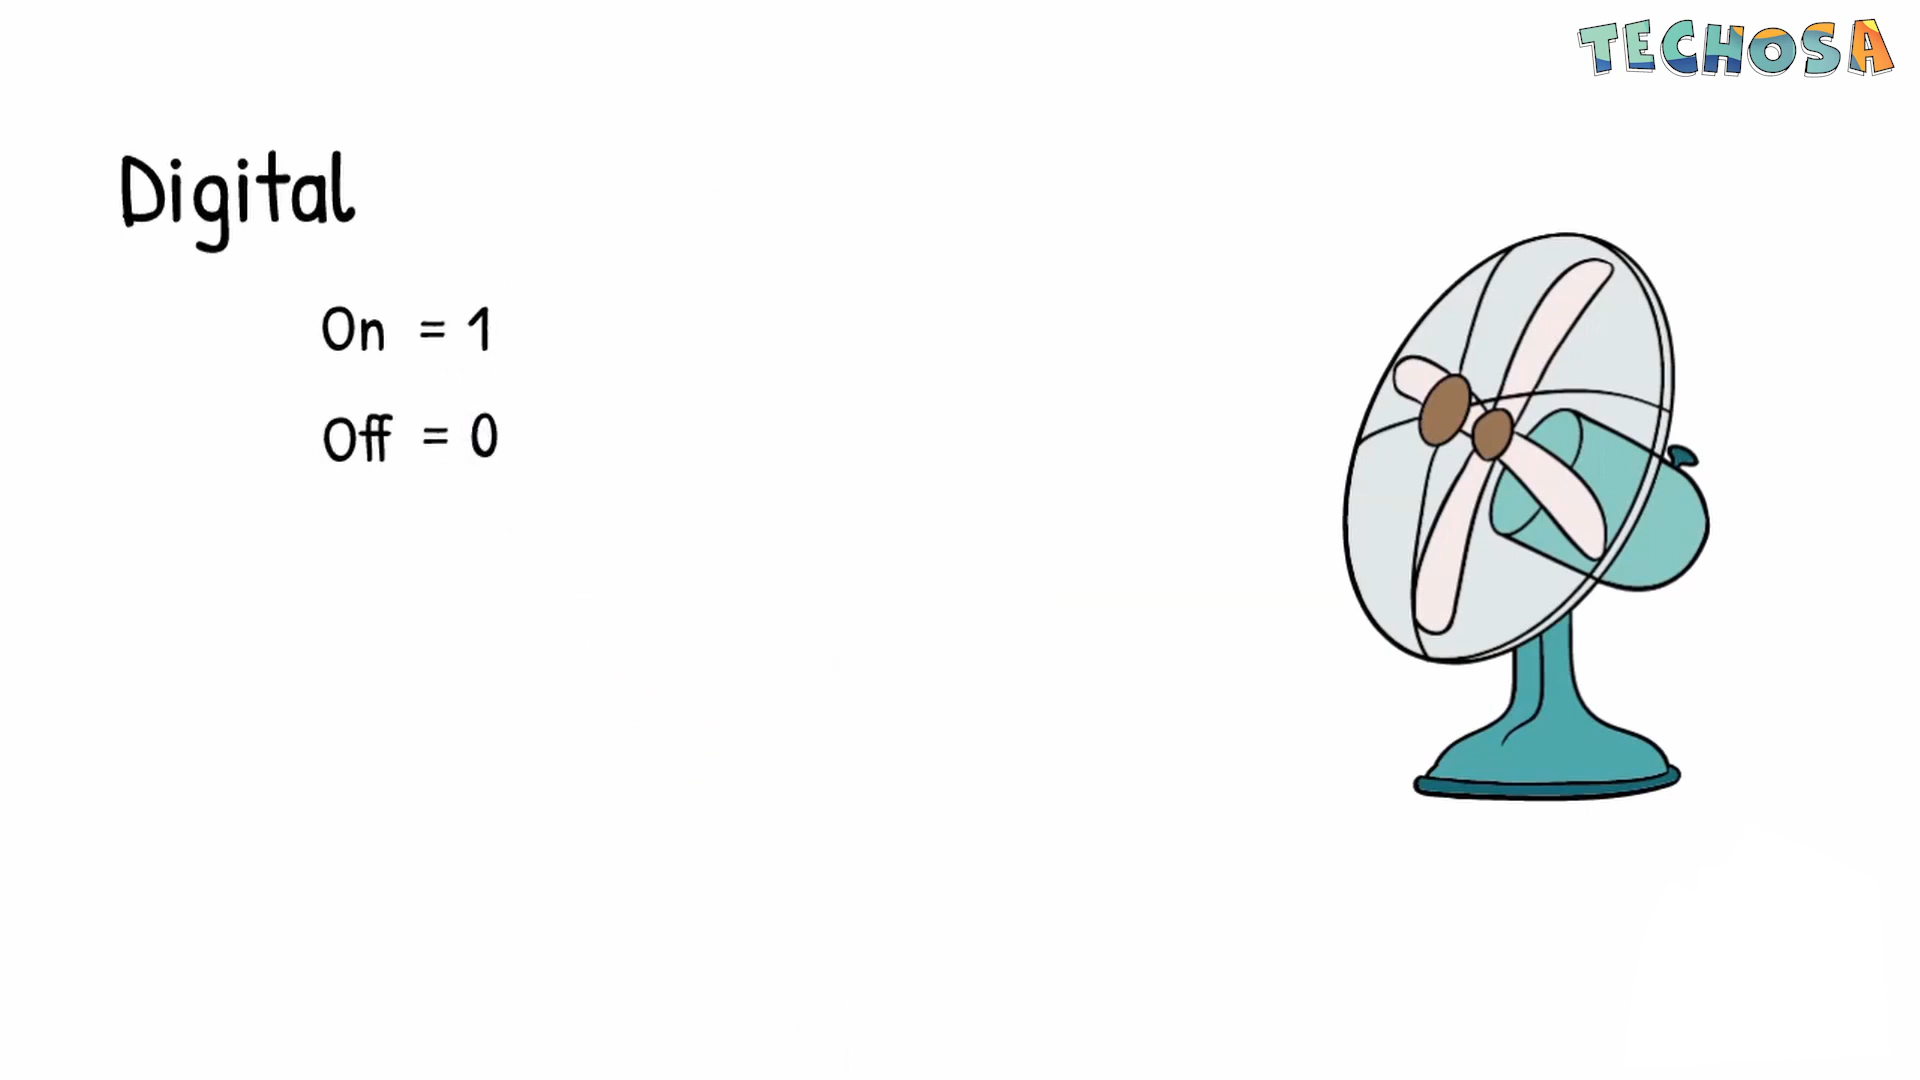 TECHOSA
Digital
On = 1
Off = 0